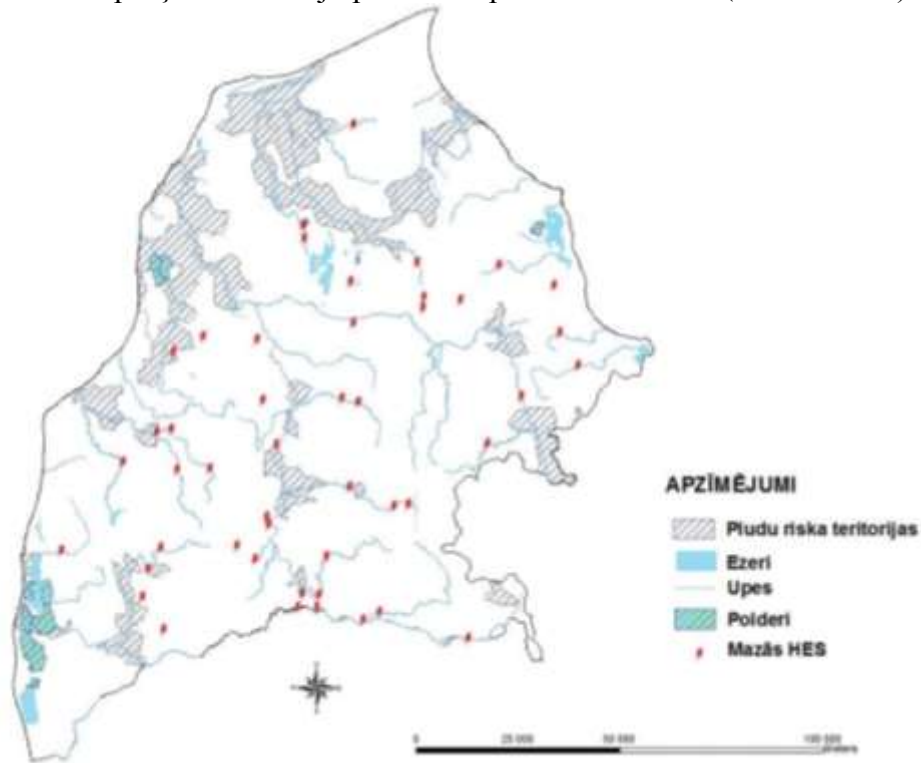 APZĪMĒJUMI
Pludu riska teritorijas
Ezeri
Upes
Polderi
Mazās HES
0 25 000 50 000 100 000